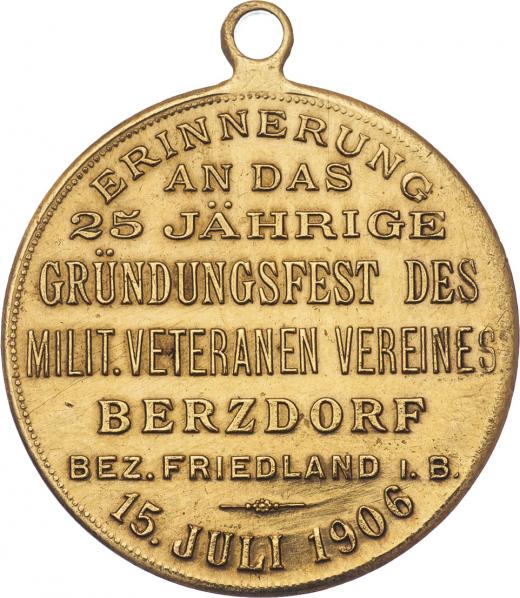 ERINNERUNG
AN DAS
25 JÄHRIGE
GRÜNDUNGSFEST DES
MILIT. VETERANEN VEREINES
BERZDORF
BEZ. FRIEDLAND I. B.
15. JULI 1906